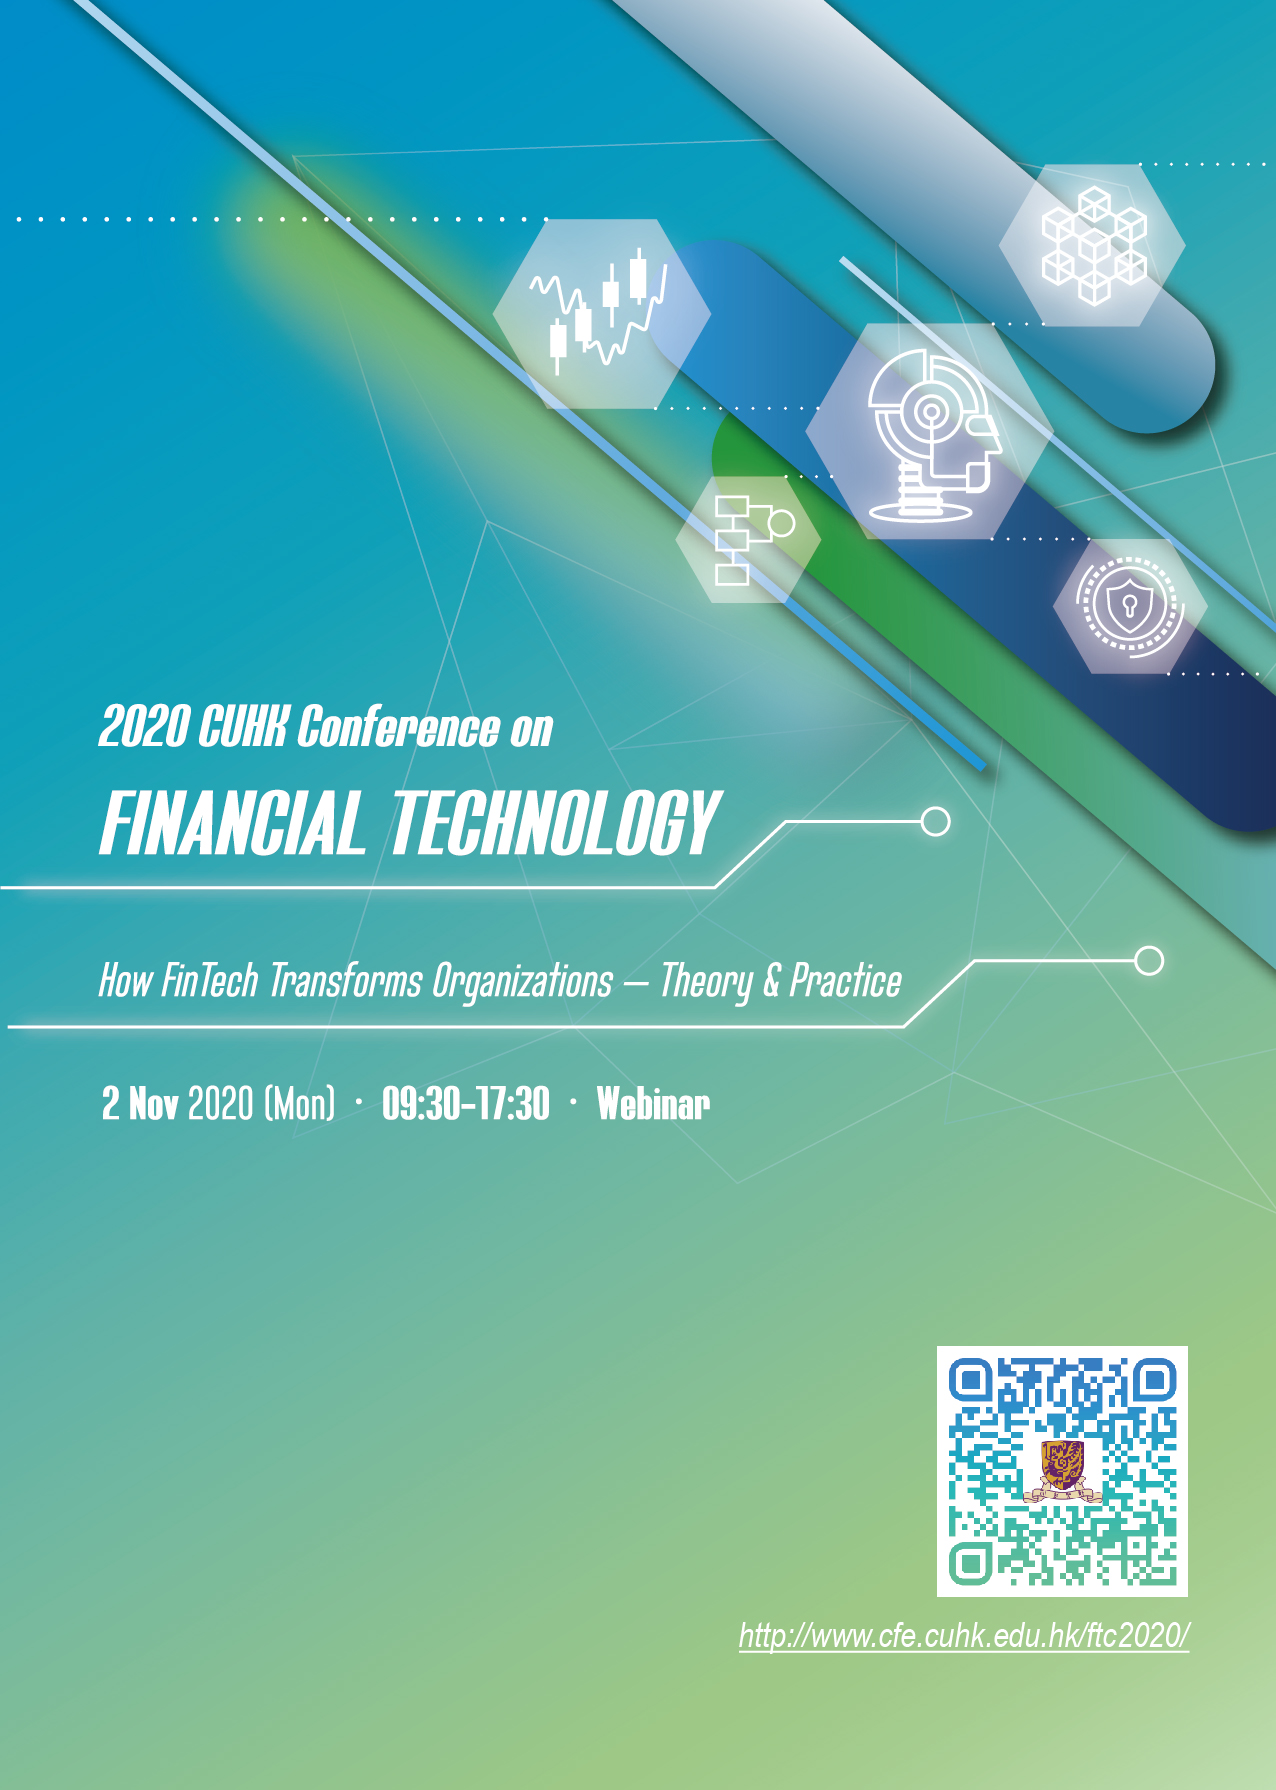 2020 CUHK Conference on
FINANCIAL TECHNOLOGY
How FinTech Transforms Organizations – Theory & Practice
2 Nov 2020 (Mon) · 09:30-17:30 · Webinar
http://www.cfe.cuhk.edu.hk/ftc2020/